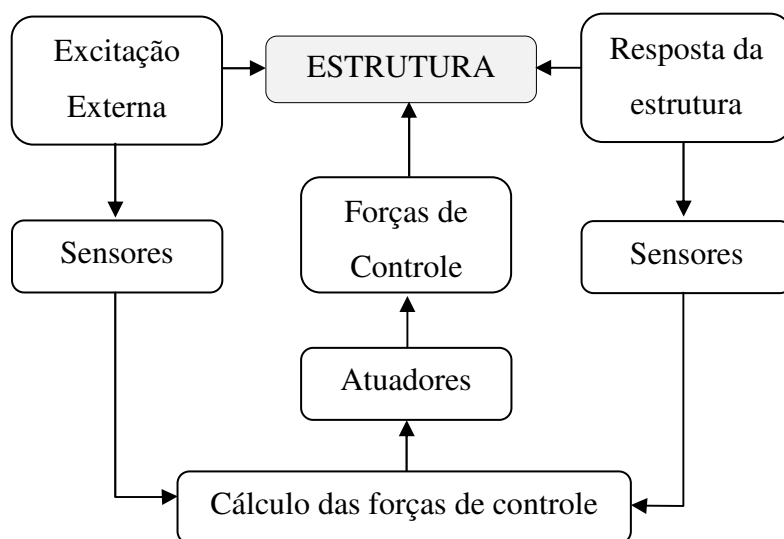 Excitação
Externa
ESTRUTURA
Resposta da
estrutura
Sensores
Forças de
Controle
Sensores
Atuadores
Cálculo das forças de controle